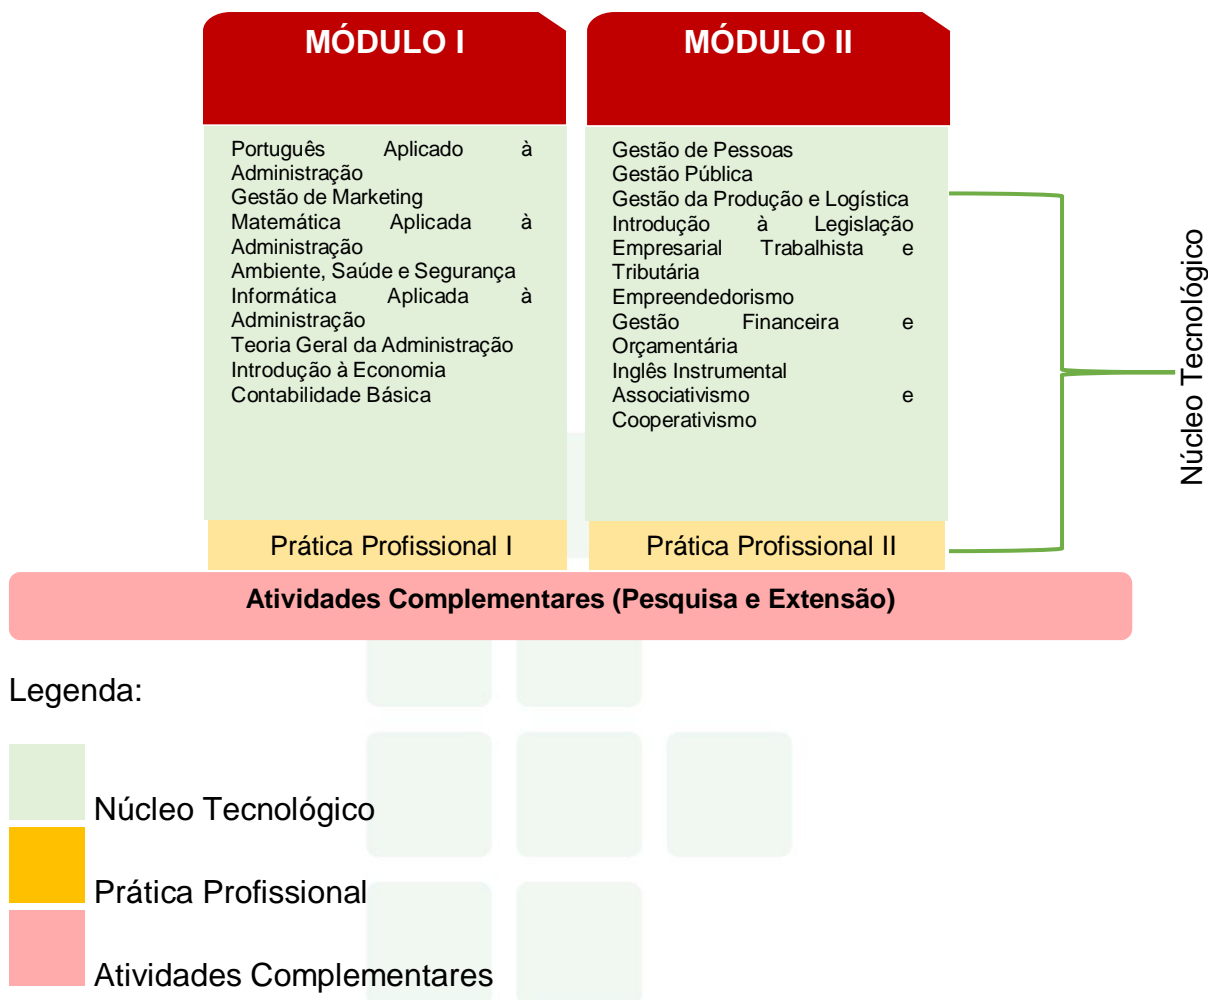 MÓDULO I
Português Aplicado à
Administração
Gestão de Marketing
Matemática Aplicada à
Administração
Ambiente, Saúde e Segurança
Informática Aplicada à
Administração
Teoria Geral da Administração
Introdução à Economia
Contabilidade Básica
Prática Profissional I
MÓDULO II
Gestão de Pessoas
Gestão Pública
Gestão da Produção e Logística
Introdução à Legislação
Empresarial Trabalhista e
Tributária
Empreendedorismo
Gestão Financeira e
Orçamentária
Inglês Instrumental
Associativismo e
Cooperativismo
Prática Profissional II
Núcleo Tecnológico
Atividades Complementares (Pesquisa e Extensão)
Legenda:
Núcleo Tecnológico
Prática Profissional
Atividades Complementares